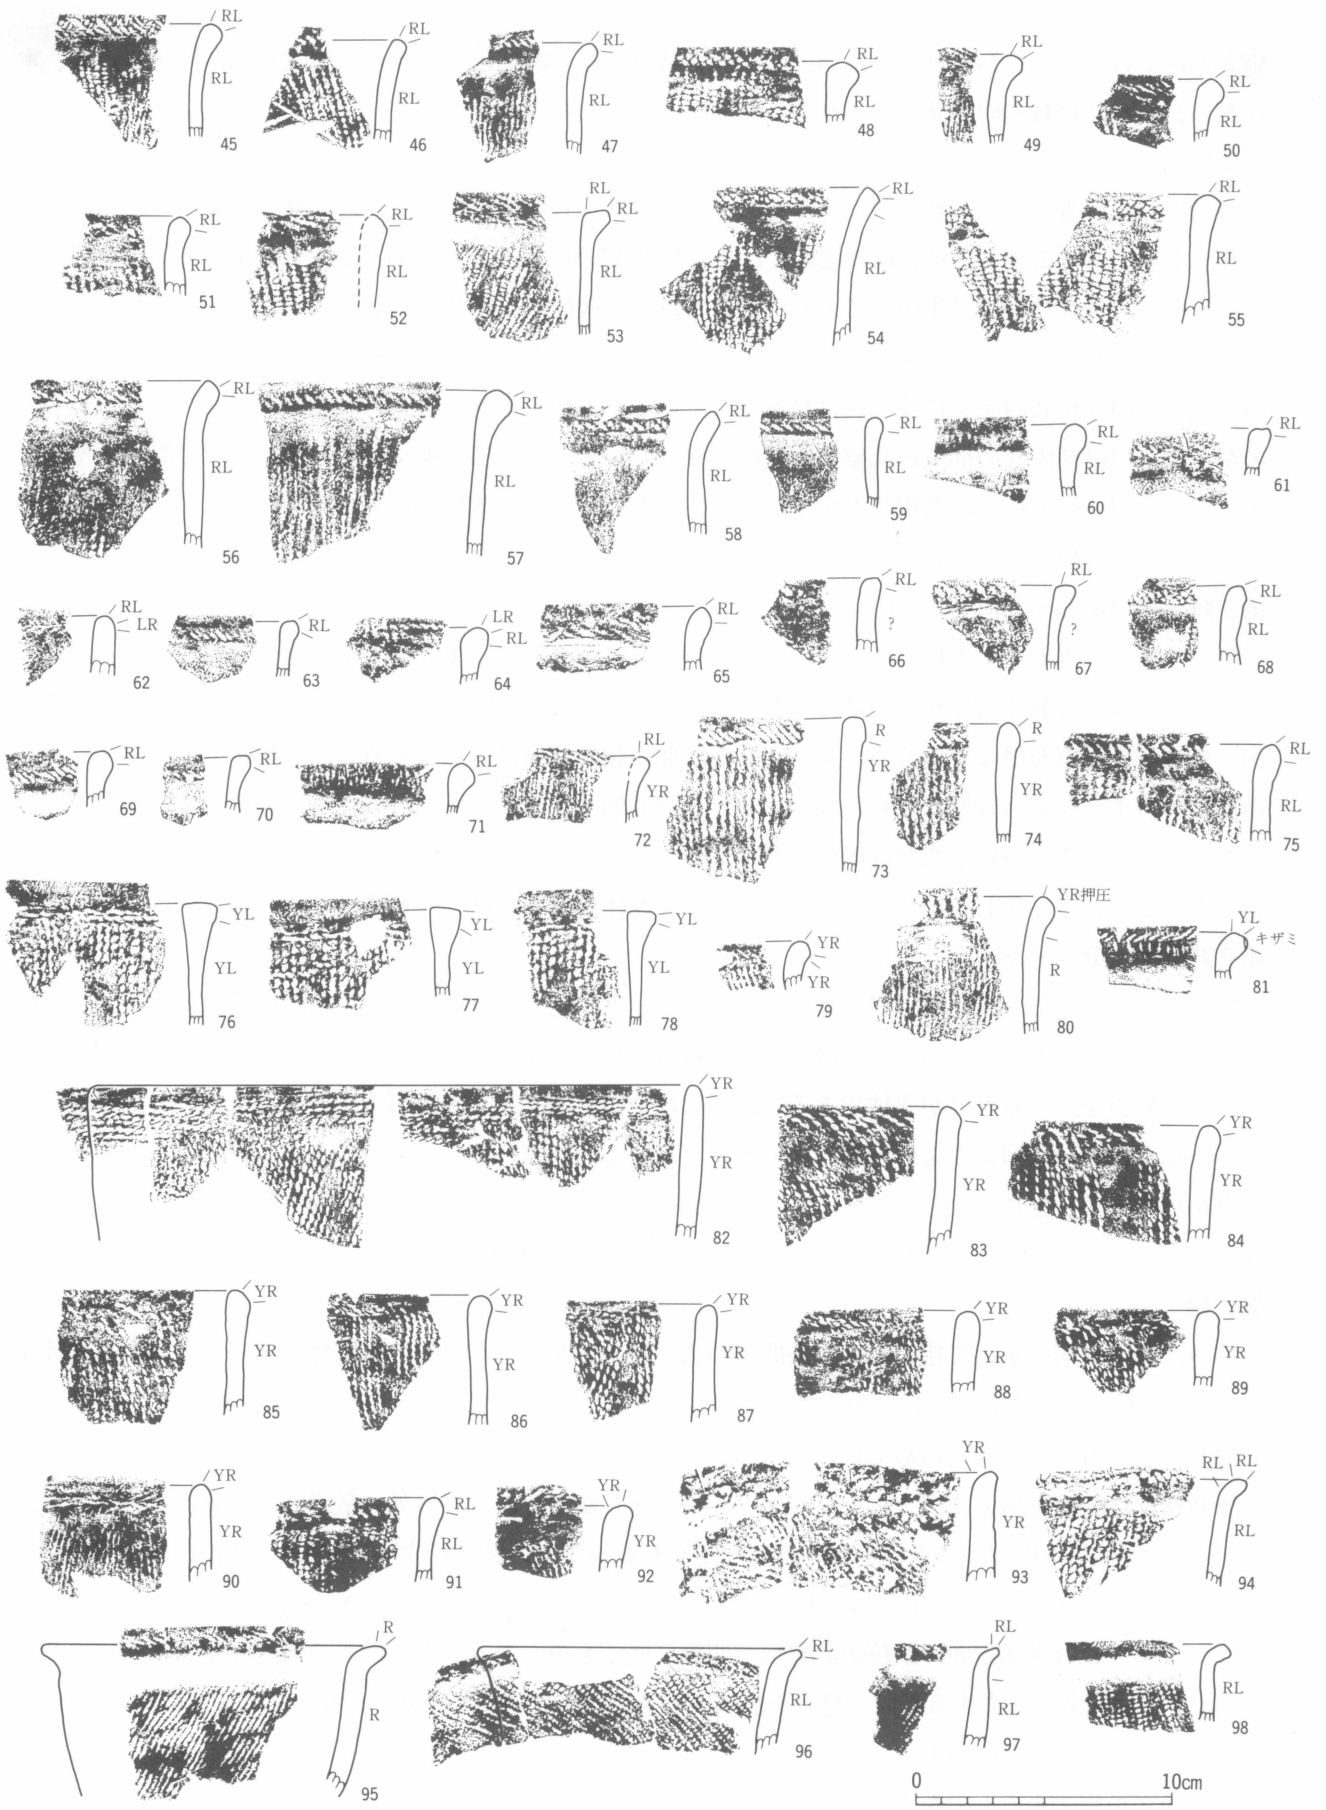 RL RL RL RL RL RL
RL RL RL RL RL RL
45 46 47 48 49 50
RL RL RL RL RL RL
RL RL RL RL
51 52 53 54 55
RL RL RL RL RL RL
RL RL RL RL RL
56 57 58 59 60 61
RL LR RL LR RL RL RL ? RL ? RL RL
62 63 64 65 66 67 68
RL RL RL RL YR R YR R YR RL RL
69 70 71 72 73 74 75
YL YL YL YL YL YL YR YR YR押圧 R YL キザミ
76 77 78 79 80 81
YR YR YR YR YR YR
82 83 84
YR YR YR YR YR
YR YR YR YR YR
85 86 87 88 89
YR YR RL RL YR YR YR YR RL RL RL
90 91 92 93 94
R R RL RL RL RL RL
95 96 97 98
0 10cm